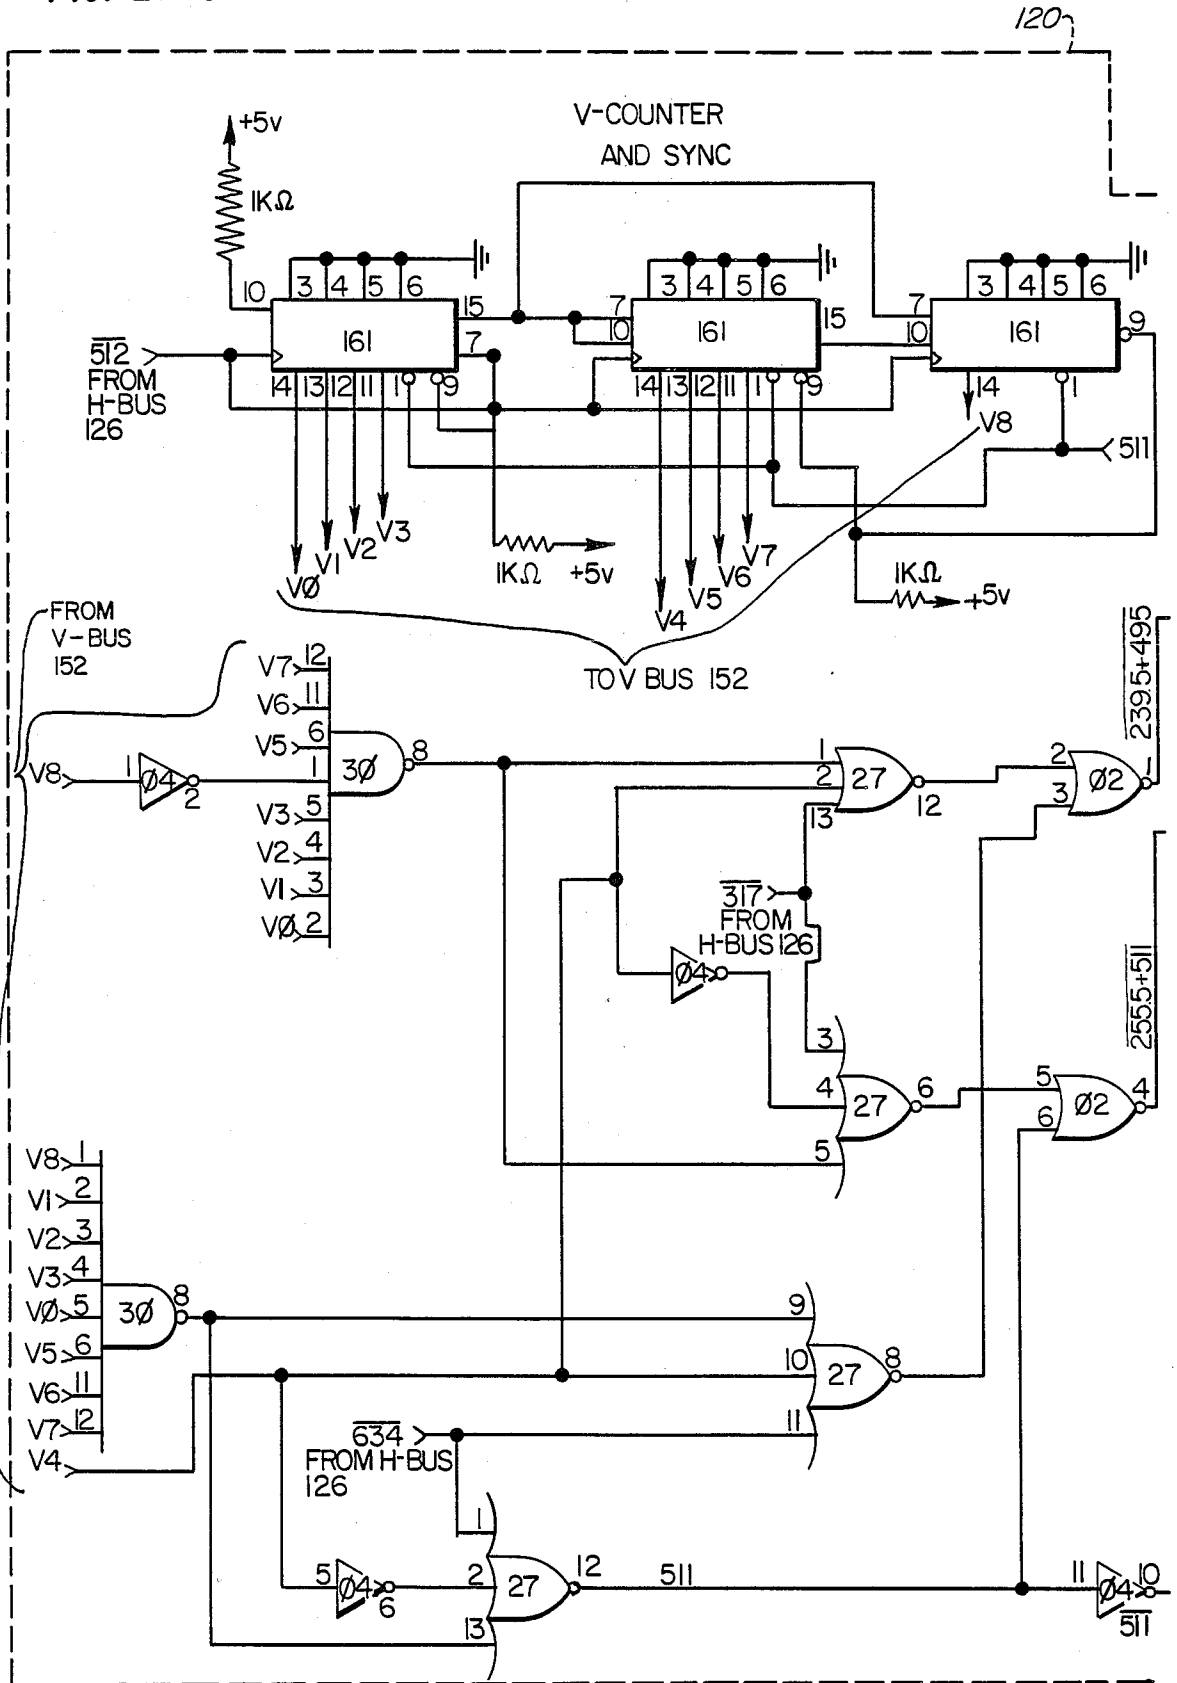 120
V-COUNTER
AND SYNC
+5v
1KΩ
10
3 4 5 6
161
15
7
14 13 12 11 1 9
7
10
3 4 5 6
161
15
14 13 12 11 1 9
7
10
3 4 5 6
161
9
14
1
512
FROM
H-BUS
126
V8
511
V3
V2
V1
VØ
1KΩ +5v
V7
V6
V5
V4
1KΩ
+5v
FROM
V-BUS
152
TO V BUS 152
V7 12
V6 11
V5 6
V8 1 Ø4 2
1
3Ø 8
V3 5
V2 4
V1 3
VØ 2
1
2
13
27
12
2
3
Ø2
1
239.5+495
317
FROM
H-BUS 126
Ø4
3
4
5
27
6
5
6
Ø2
4
255.5+511
V8 1
V1 2
V2 3
V3 4
VØ 5
3Ø 8
V5 6
V6 11
V7 12
V4
9
10
11
27
8
634
FROM H-BUS
126
1
5 Ø4 6
2
13
27
12
511
11 Ø4 10
511